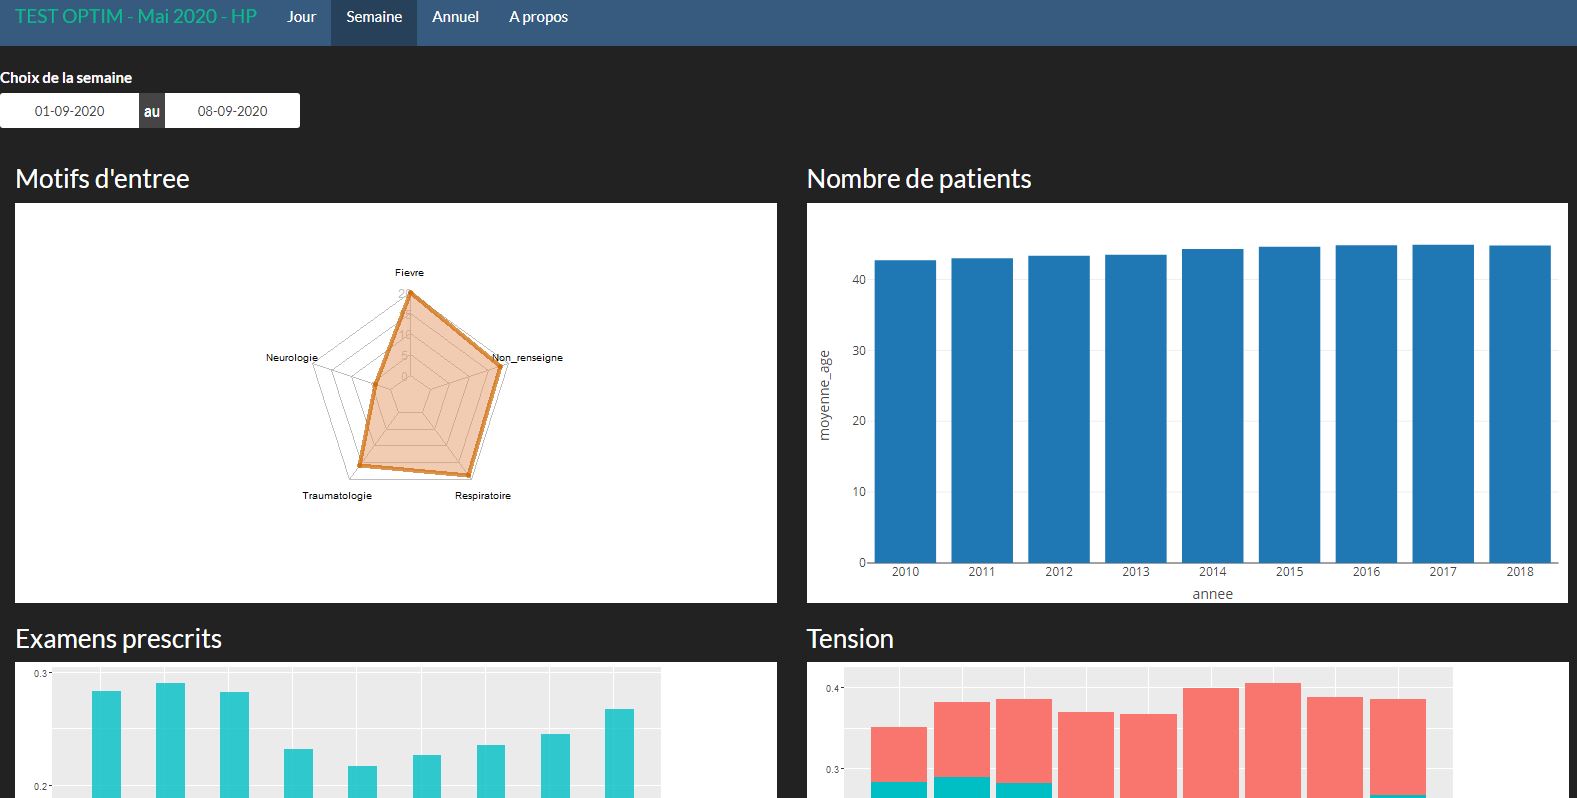 TEST OPTIM - Mai 2020 - HP Jour Semaine Annuel A propos
Choix de la semaine
01-09-2020 au 08-09-2020
Motifs d'entree
Fievre
20
15
10
5
0
Neurologie
Non_renseigne
Traumatologie
Respiratoire
Nombre de patients
moyenne_age
40
30
20
10
0
2010 2011 2012 2013 2014 2015 2016 2017 2018
annee
Examens prescrits
0.3
0.2
Tension
0.4
0.3